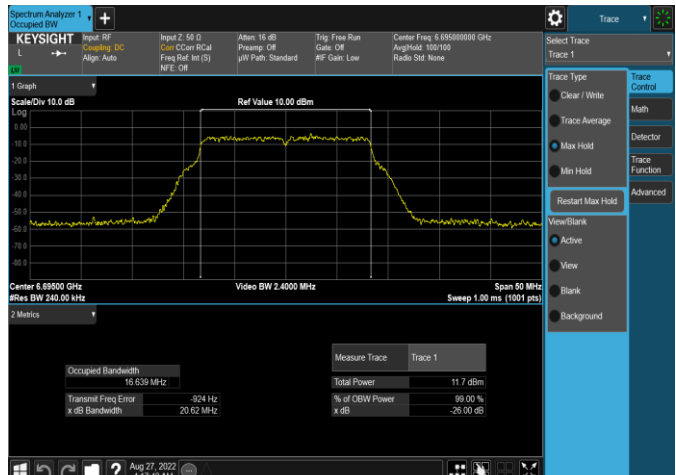 Spectrum Analyzer 1
Occupied BW
KEYSIGHT
L
Input: RF
Coupling: DC
Align: Auto
Input Z: 50 Ω
Corr CCorr RCal
Freq Ref: Int (S)
NFE: Off
Atten: 16 dB
Preamp: Off
µW Path: Standard
Trig: Free Run
Gate: Off
#IF Gain: Low
Center Freq: 6.695000000 GHz
Avg|Hold: 100/100
Radio Std: None
Trace
Select Trace
Trace 1
Trace Type
Clear / Write
Trace Average
Max Hold
Min Hold
Restart Max Hold
View/Blank
Active
View
Blank
Background
Trace
Control
Math
Detector
Trace
Function
Advanced
1 Graph
Scale/Div 10.0 dB
Ref Value 10.00 dBm
Log
0.00
-10.0
-20.0
-30.0
-40.0
-50.0
-60.0
-70.0
-80.0
Center 6.69500 GHz
#Res BW 240.00 kHz
Video BW 2.4000 MHz
Span 50 MHz
Sweep 1.00 ms (1001 pts)
2 Metrics
Occupied Bandwidth
16.639 MHz
Transmit Freq Error -924 Hz
x dB Bandwidth 20.62 MHz
Measure Trace Trace 1
Total Power 11.7 dBm
% of OBW Power 99.00 %
x dB -26.00 dB
Aug 27, 2022